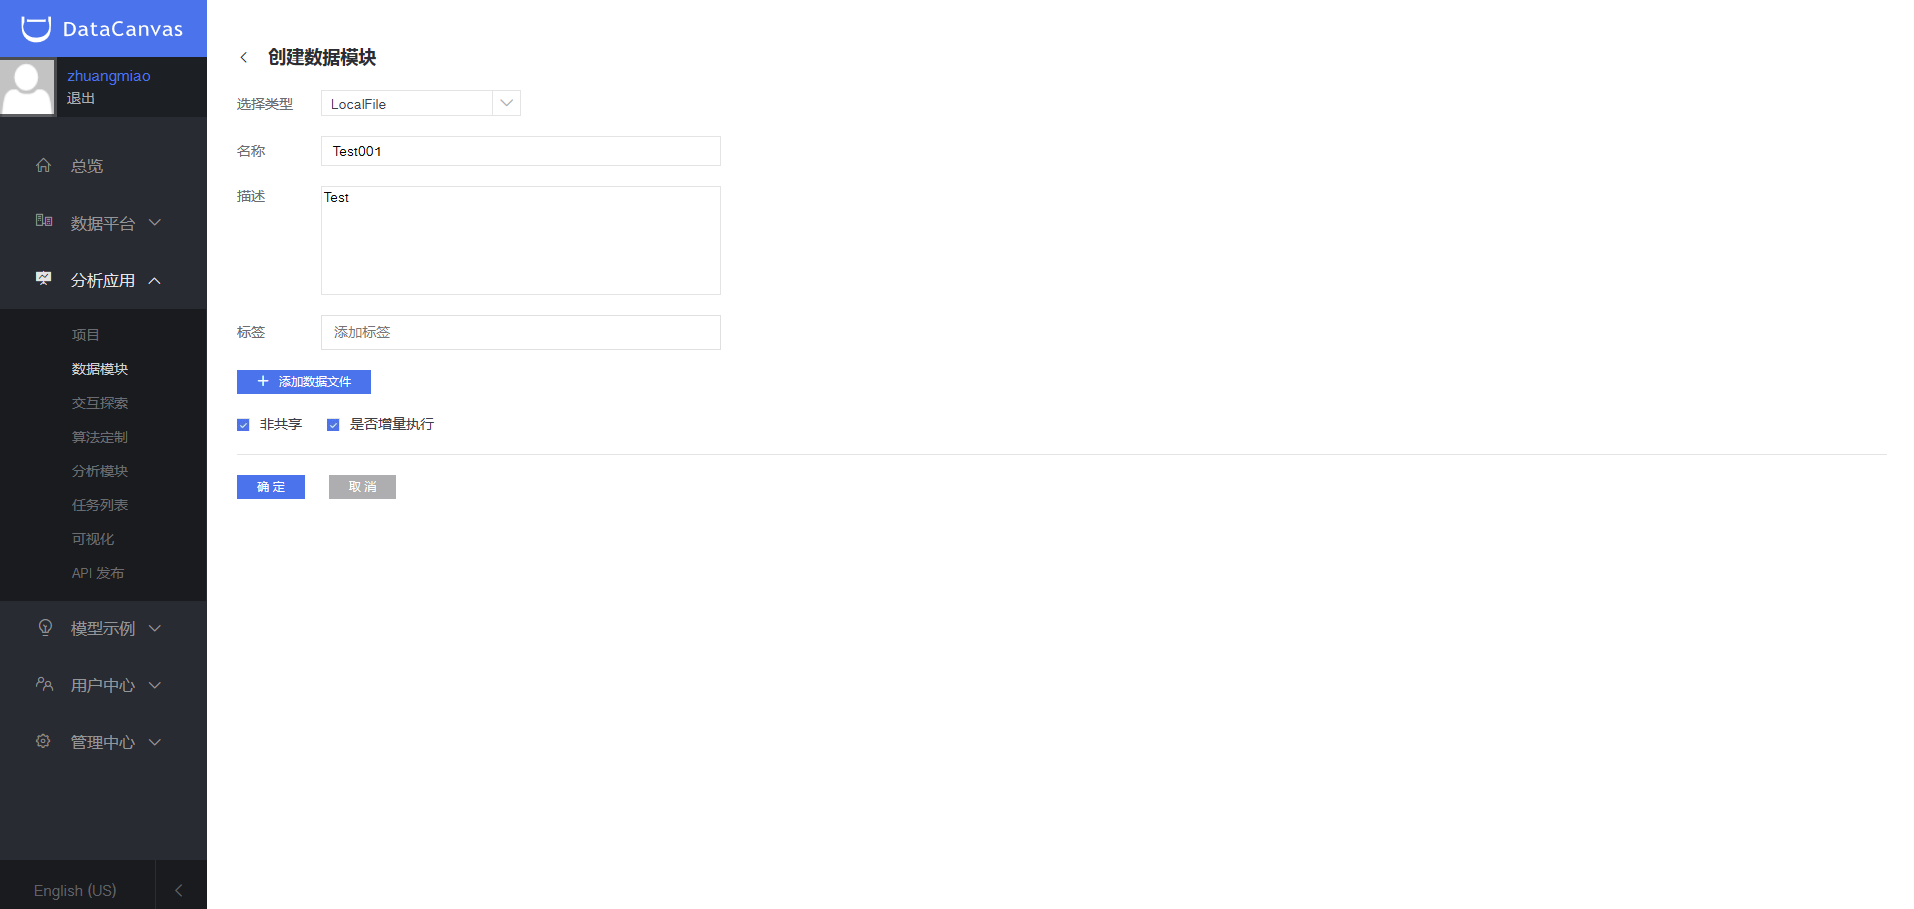 DataCanvas
zhuangmiao
退出
总览
数据平台
分析应用
项目
数据模块
交互探索
算法定制
分析模块
任务列表
可视化
API 发布
模型示例
用户中心
管理中心
English (US)
创建数据模块
选择类型 LocalFile
名称 Test001
描述 Test
标签 添加标签
添加数据文件
非共享 是否增量执行
确 定 取 消